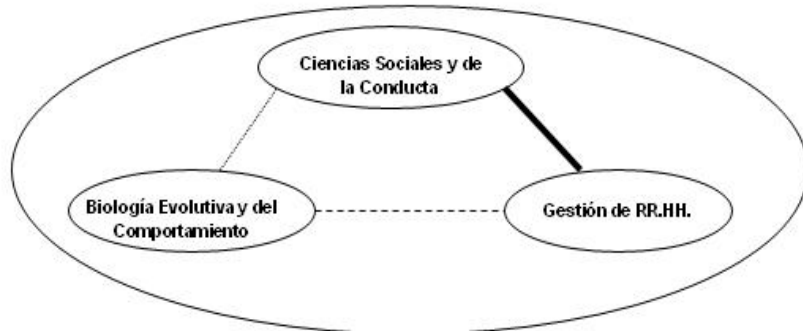 Ciencias Sociales y de
la Conducta
Biología Evolutiva y del
Comportamiento
Gestión de RR.HH.